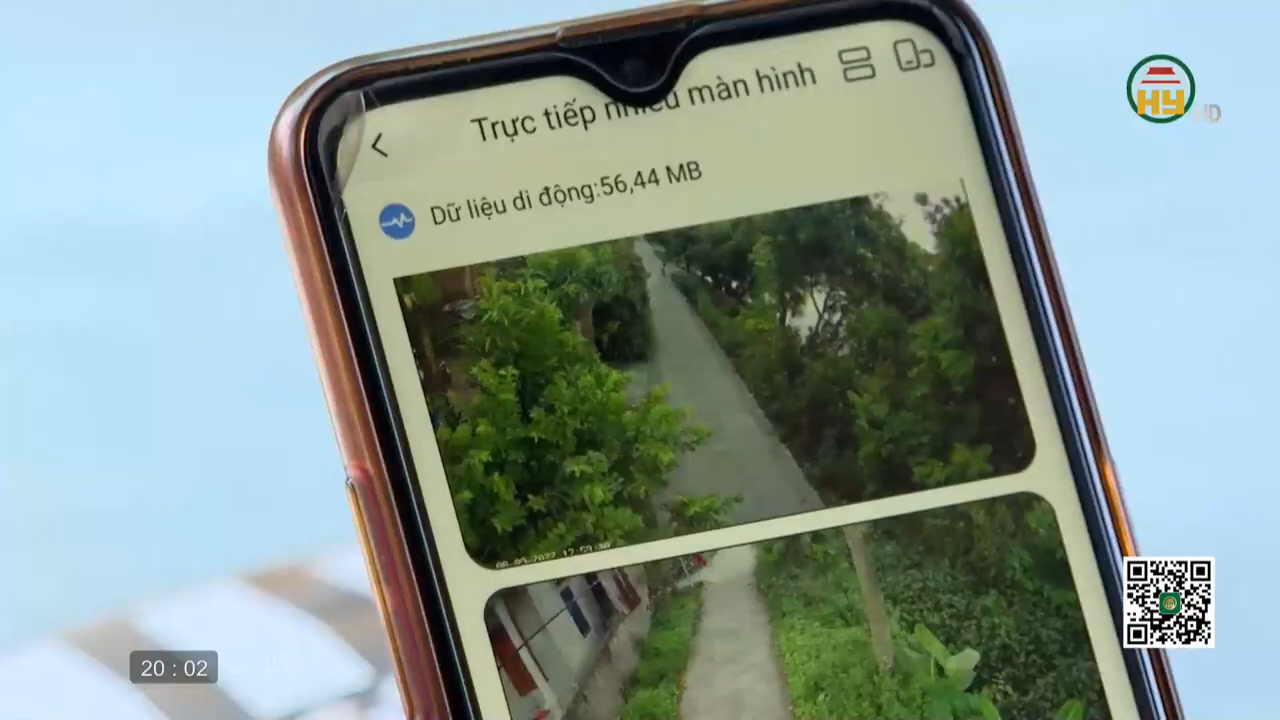 Trực tiếp nhiều màn hình
HY HD
Dữ liệu di động:56,44 MB
20 : 02